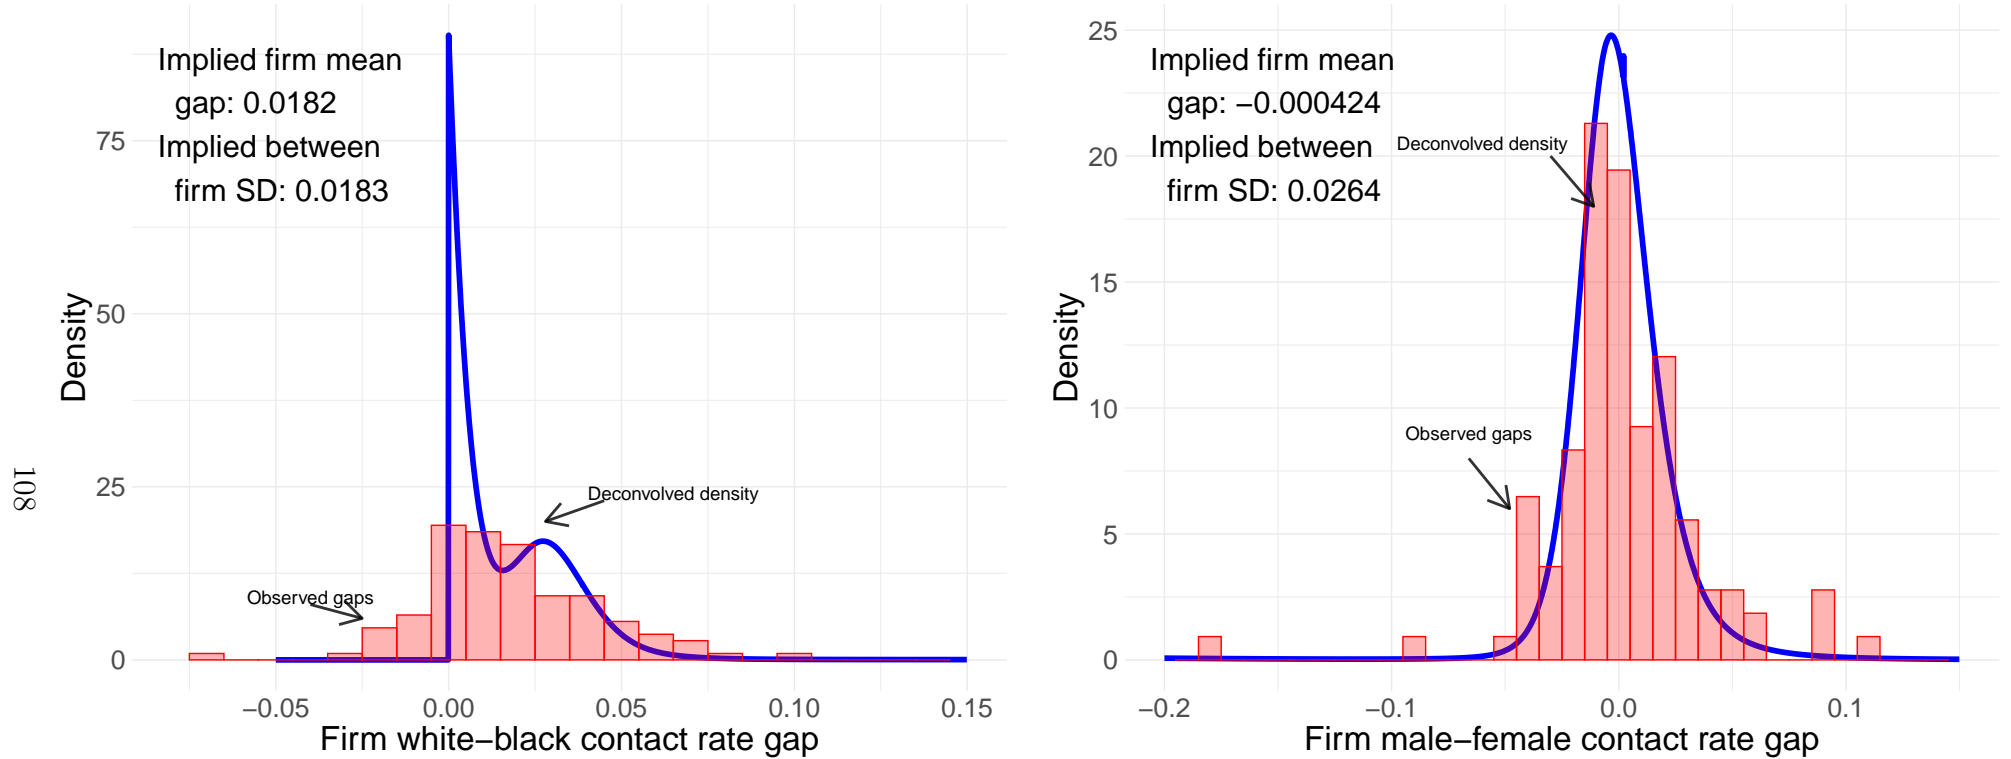 Implied firm mean
gap: 0.0182
Implied between
firm SD: 0.0183
Deconvolved density
Observed gaps
Density
75
50
25
0
−0.05
0.00
0.05
0.10
0.15
Firm white−black contact rate gap
Implied firm mean
gap: −0.000424
Implied between
firm SD: 0.0264
Deconvolved density
Observed gaps
Density
25
20
15
10
5
0
−0.2
−0.1
0.0
0.1
Firm male−female contact rate gap
108